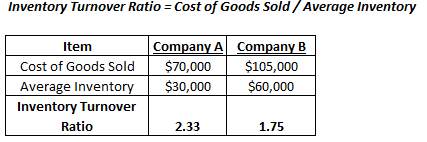 Inventory Turnover Ratio = Cost of Goods Sold / Average Inventory
Item Company A Company B
Cost of Goods Sold $70,000 $105,000
Average Inventory $30,000 $60,000
Inventory Turnover
Ratio 2.33 1.75